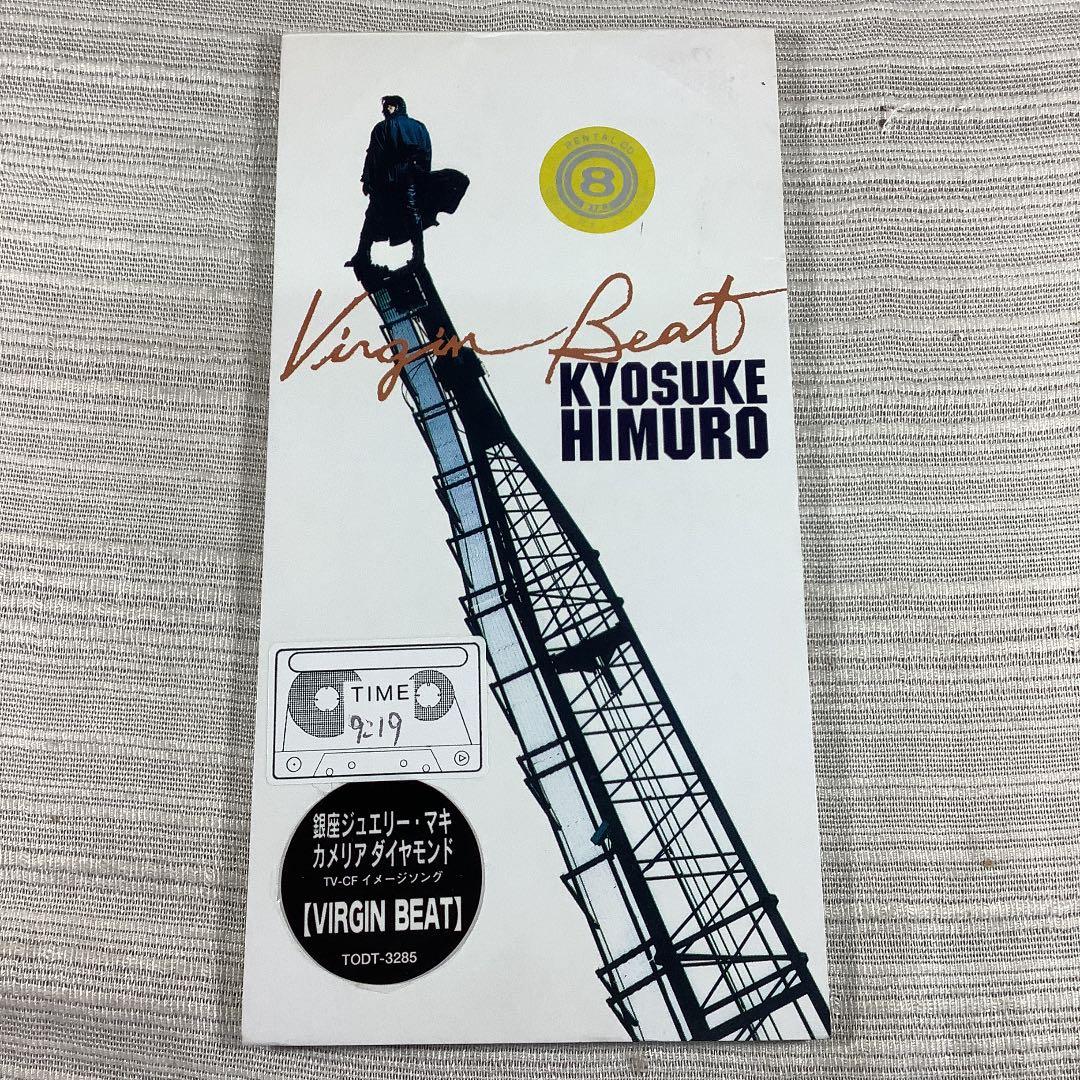 RENTAL CD
8
Virgin Beat
KYOSUKE
HIMURO
TIME
9:19
銀座ジュエリー・マキ
カメリア ダイヤモンド
TV-CF イメージソング
【VIRGIN BEAT】
TODT-3285